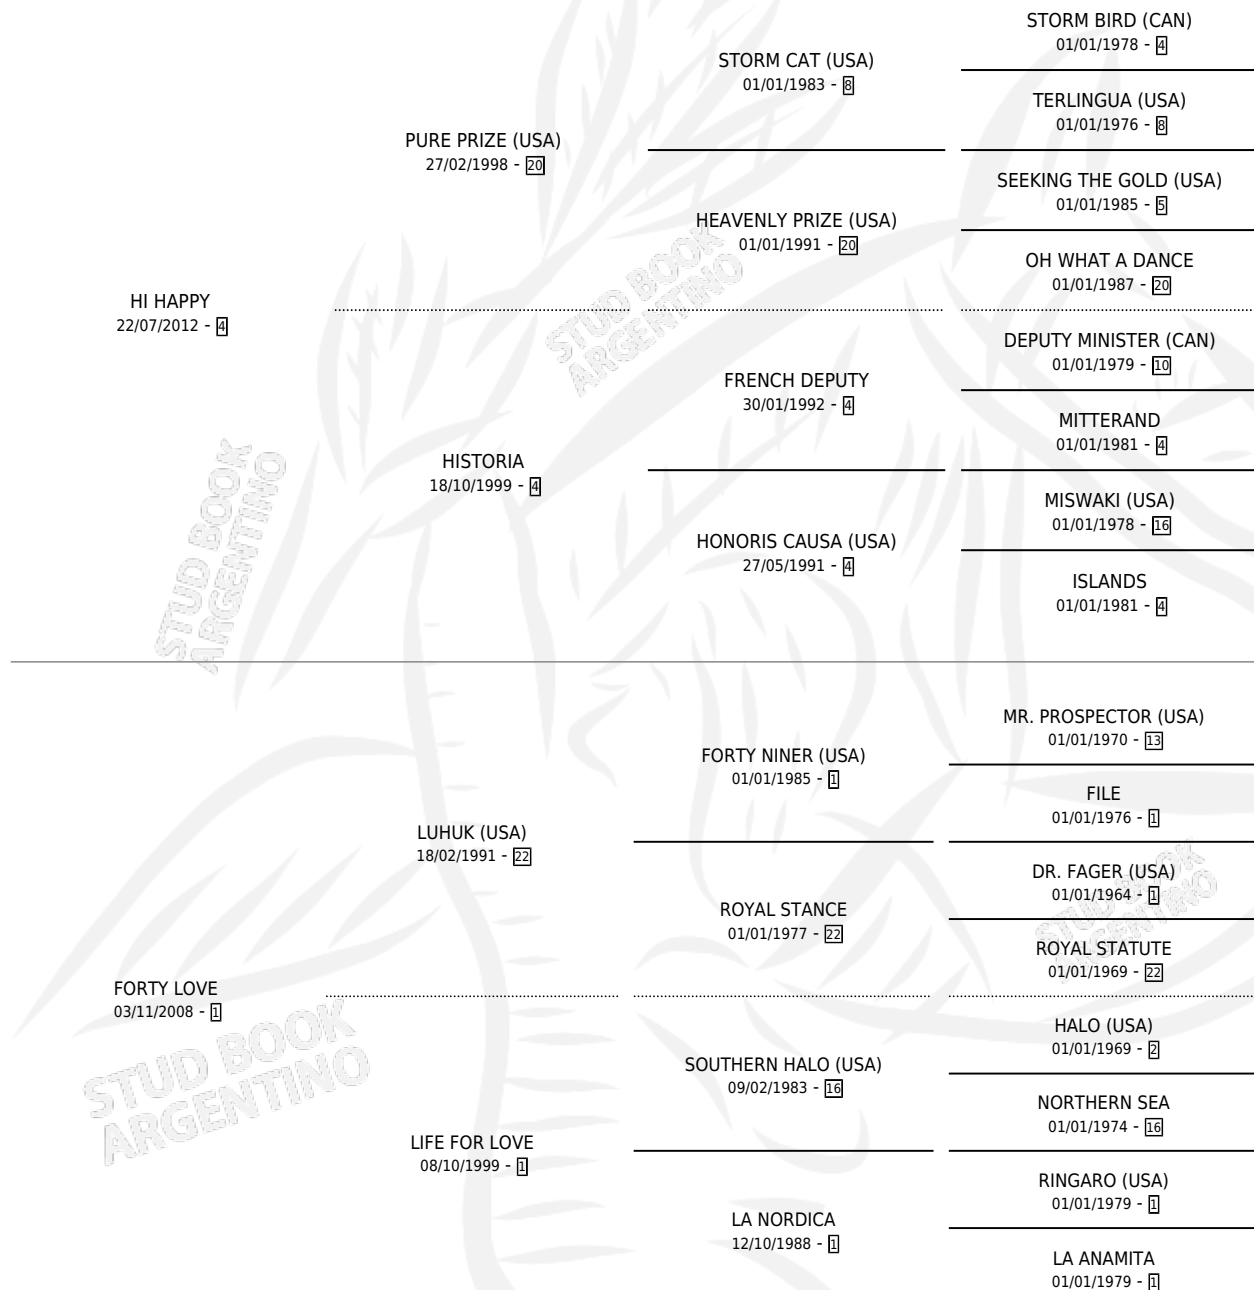 STORM BIRD (CAN)
01/01/1978 - 4
STORM CAT (USA)
01/01/1983 - 8
TERLINGUA (USA)
01/01/1976 - 8
PURE PRIZE (USA)
27/02/1998 - 20
SEEKING THE GOLD (USA)
01/01/1985 - 5
HEAVENLY PRIZE (USA)
01/01/1991 - 20
OH WHAT A DANCE
01/01/1987 - 20
HI HAPPY
22/07/2012 - 4
DEPUTY MINISTER (CAN)
01/01/1979 - 10
FRENCH DEPUTY
30/01/1992 - 4
MITTERAND
01/01/1981 - 4
HISTORIA
18/10/1999 - 4
MISWAKI (USA)
01/01/1978 - 16
HONORIS CAUSA (USA)
27/05/1991 - 4
ISLANDS
01/01/1981 - 4
MR. PROSPECTOR (USA)
01/01/1970 - 13
FORTY NINER (USA)
01/01/1985 - 1
FILE
01/01/1976 - 1
LUHUK (USA)
18/02/1991 - 22
DR. FAGER (USA)
01/01/1964 - 1
ROYAL STANCE
01/01/1977 - 22
ROYAL STATUTE
01/01/1969 - 22
FORTY LOVE
03/11/2008 - 1
HALO (USA)
01/01/1969 - 2
SOUTHERN HALO (USA)
09/02/1983 - 16
NORTHERN SEA
01/01/1974 - 16
LIFE FOR LOVE
08/10/1999 - 1
RINGARO (USA)
01/01/1979 - 1
LA NORDICA
12/10/1988 - 1
LA ANAMITA
01/01/1979 - 1
STUD BOOK
ARGENTINO
STUD BOOK
ARGENTINO
STUD BOOK
ARGENTINO
STUD BOOK
ARGENTINO